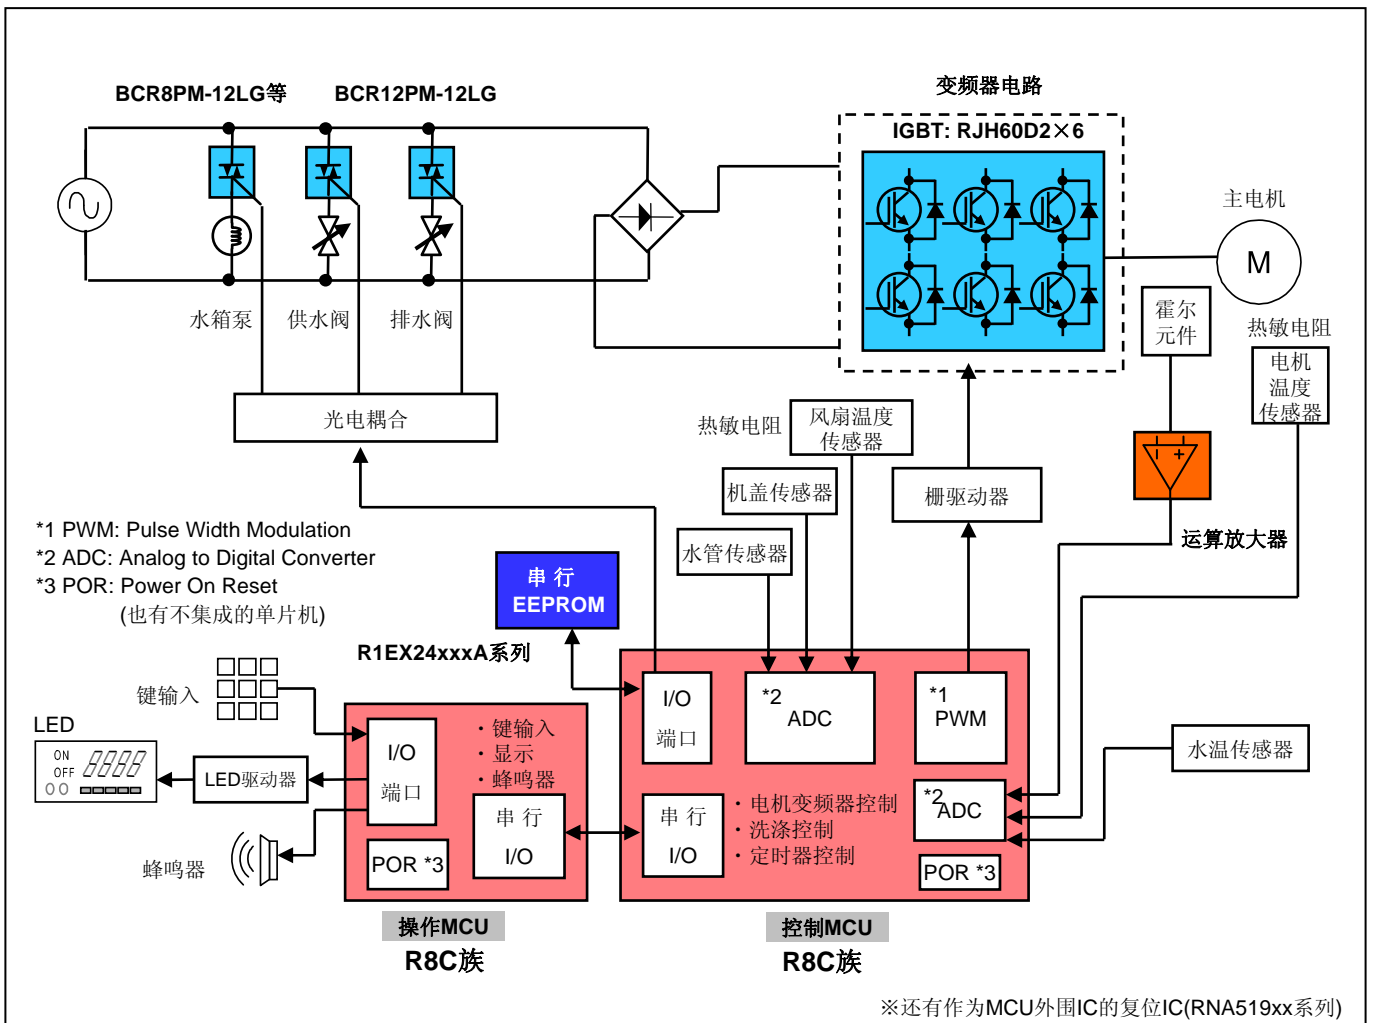 BCR8PM-12LG等
BCR12PM-12LG
变频器电路
IGBT: RJH60D2×6
主电机
M
水箱泵
供水阀
排水阀
霍尔
元件
热敏电阻
电机
温度
传感器
光电耦合
热敏电阻
风扇温度
传感器
机盖传感器
栅驱动器
水管传感器
运算放大器
*1 PWM: Pulse Width Modulation
*2 ADC: Analog to Digital Converter
*3 POR: Power On Reset
(也有不集成的单片机)
串 行
EEPROM
R1EX24xxxA系列
键输入
LED
ON
OFF
LED驱动器
蜂鸣器
I/O
端口
・键输入
・显示
・蜂鸣器
串 行
I/O
POR *3
操作MCU
R8C族
I/O
端口
*2
ADC
*1
PWM
串 行
I/O
・电机变频器控制
・洗涤控制
・定时器控制
*2
ADC
POR *3
水温传感器
控制MCU
R8C族
※还有作为MCU外围IC的复位IC(RNA519xx系列)